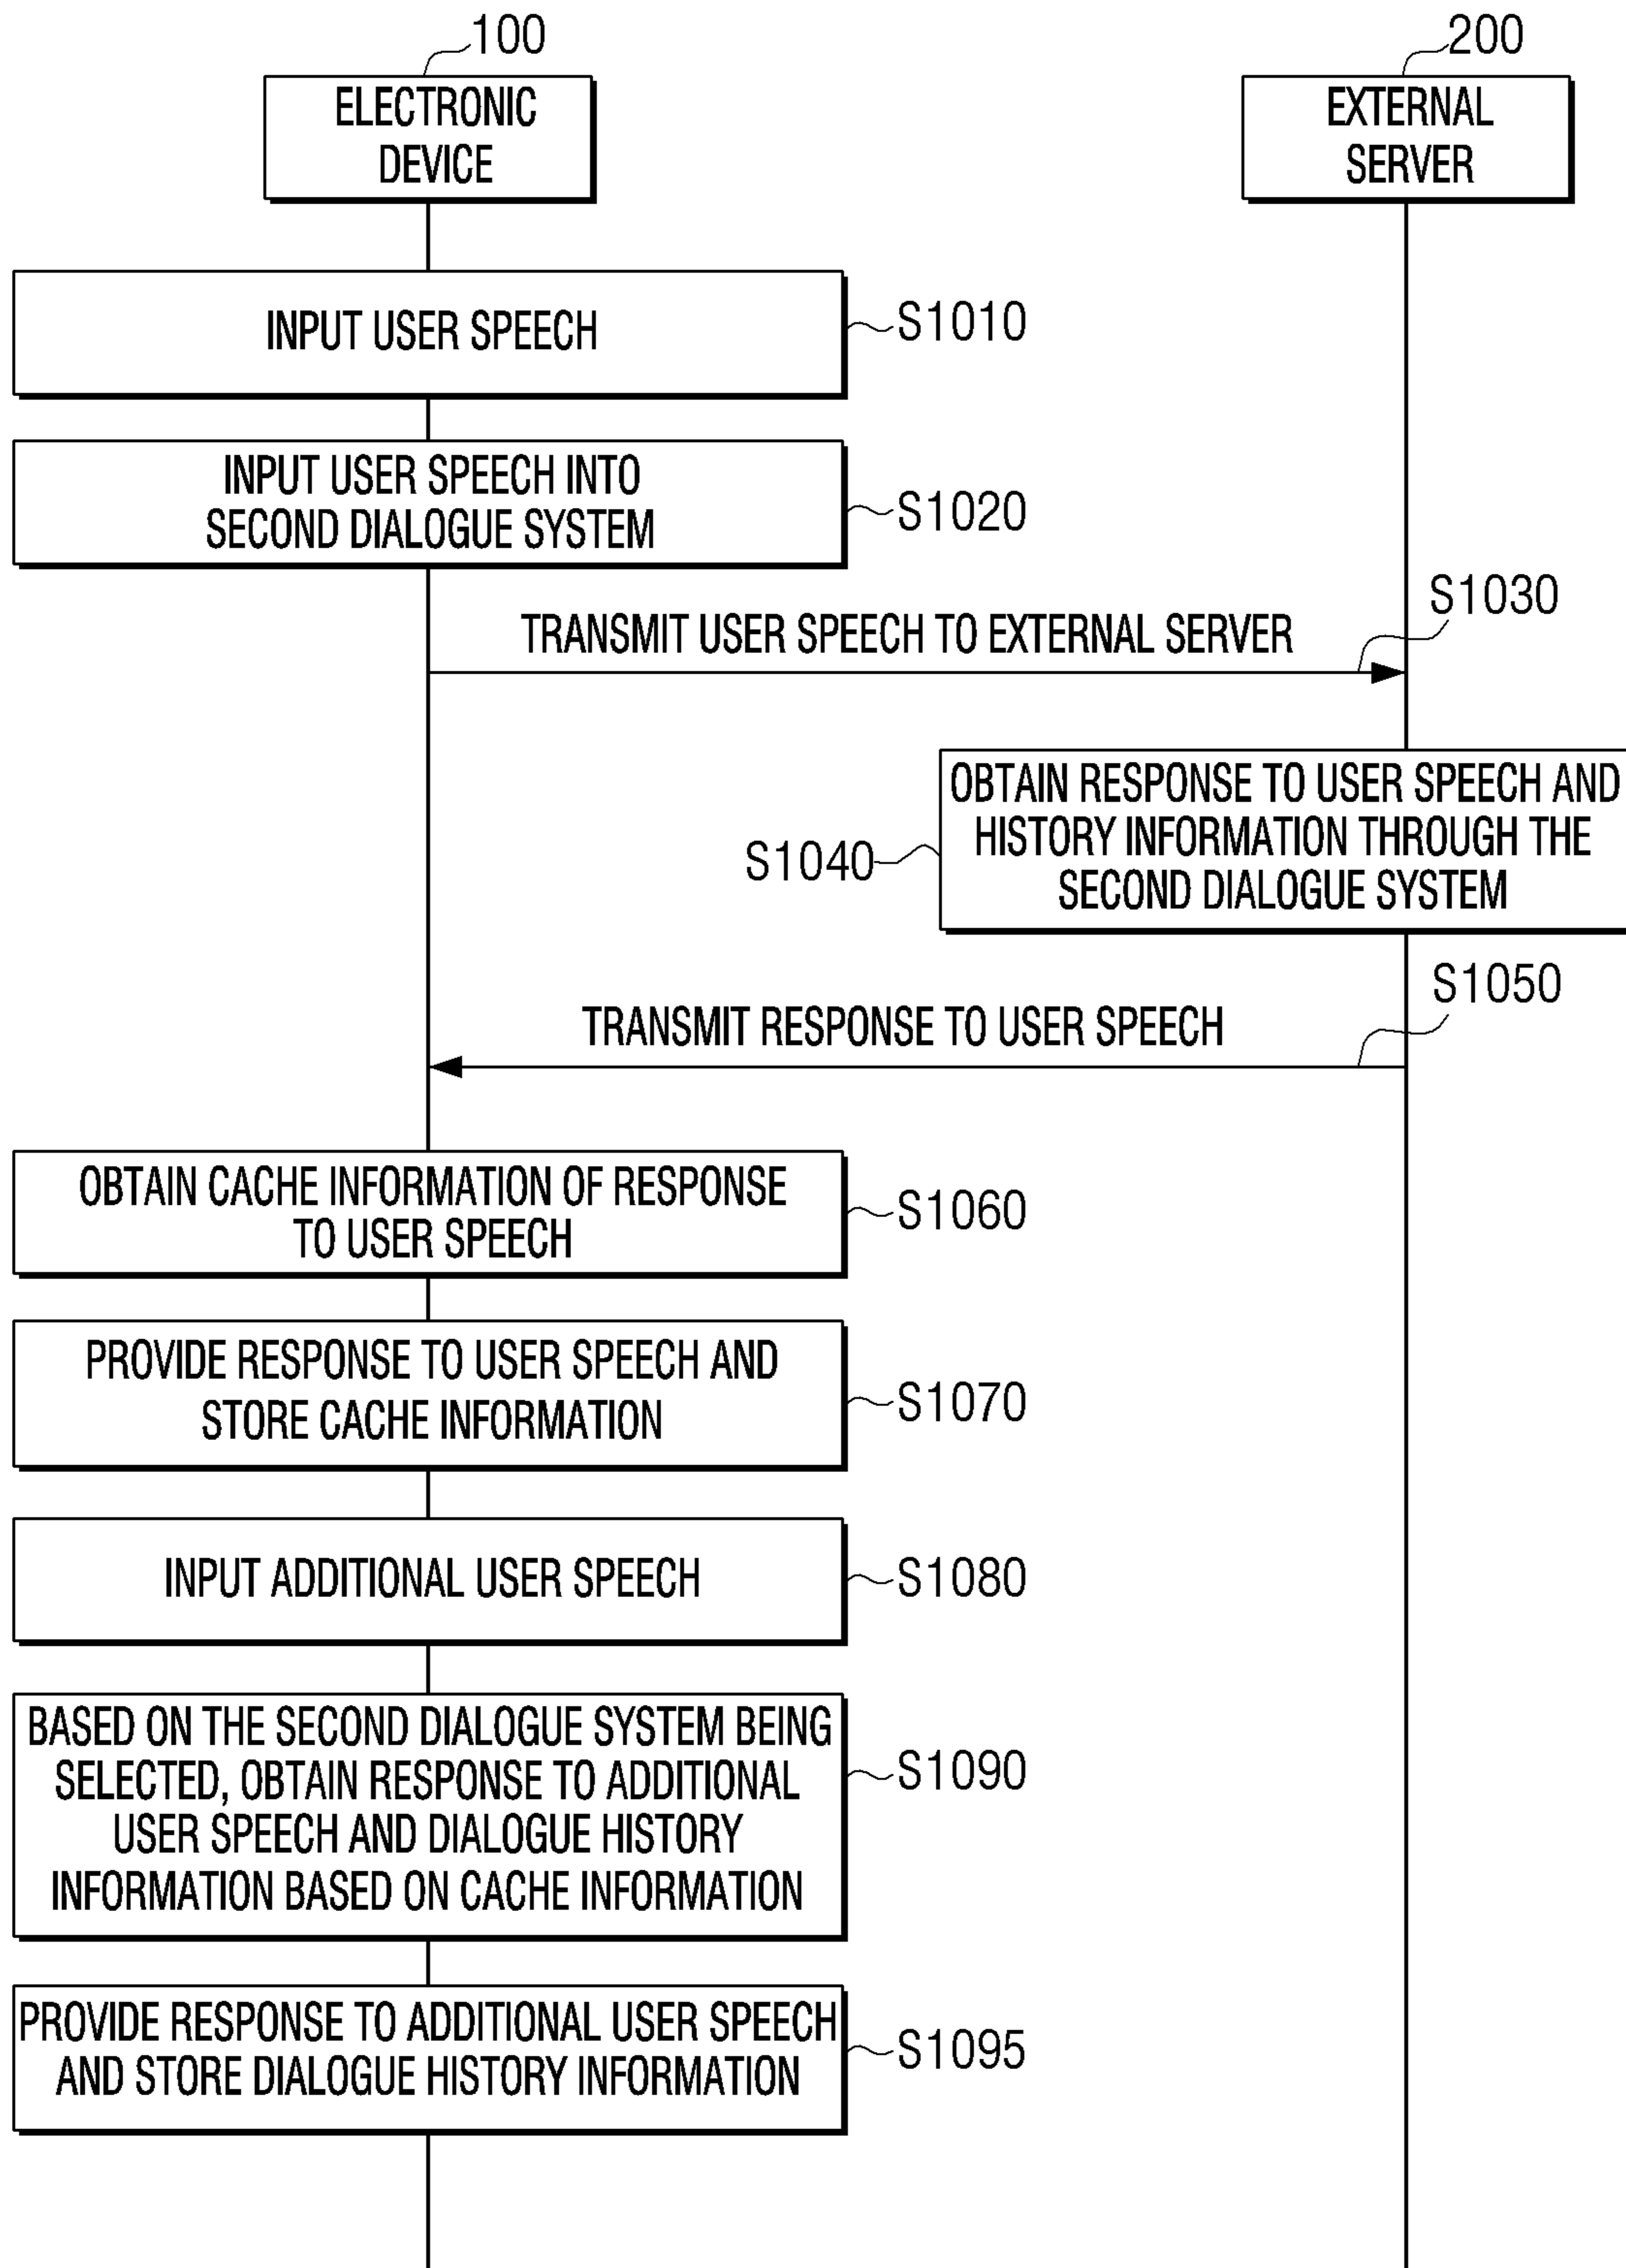 100
200
ELECTRONIC
DEVICE
EXTERNAL
SERVER
INPUT USER SPEECH
S1010
INPUT USER SPEECH INTO
SECOND DIALOGUE SYSTEM
S1020
S1030
TRANSMIT USER SPEECH TO EXTERNAL SERVER
OBTAIN RESPONSE TO USER SPEECH AND
HISTORY INFORMATION THROUGH THE
SECOND DIALOGUE SYSTEM
S1040
S1050
TRANSMIT RESPONSE TO USER SPEECH
OBTAIN CACHE INFORMATION OF RESPONSE
TO USER SPEECH
S1060
PROVIDE RESPONSE TO USER SPEECH AND
STORE CACHE INFORMATION
S1070
INPUT ADDITIONAL USER SPEECH
S1080
BASED ON THE SECOND DIALOGUE SYSTEM BEING
SELECTED, OBTAIN RESPONSE TO ADDITIONAL
USER SPEECH AND DIALOGUE HISTORY
INFORMATION BASED ON CACHE INFORMATION
S1090
PROVIDE RESPONSE TO ADDITIONAL USER SPEECH
AND STORE DIALOGUE HISTORY INFORMATION
S1095